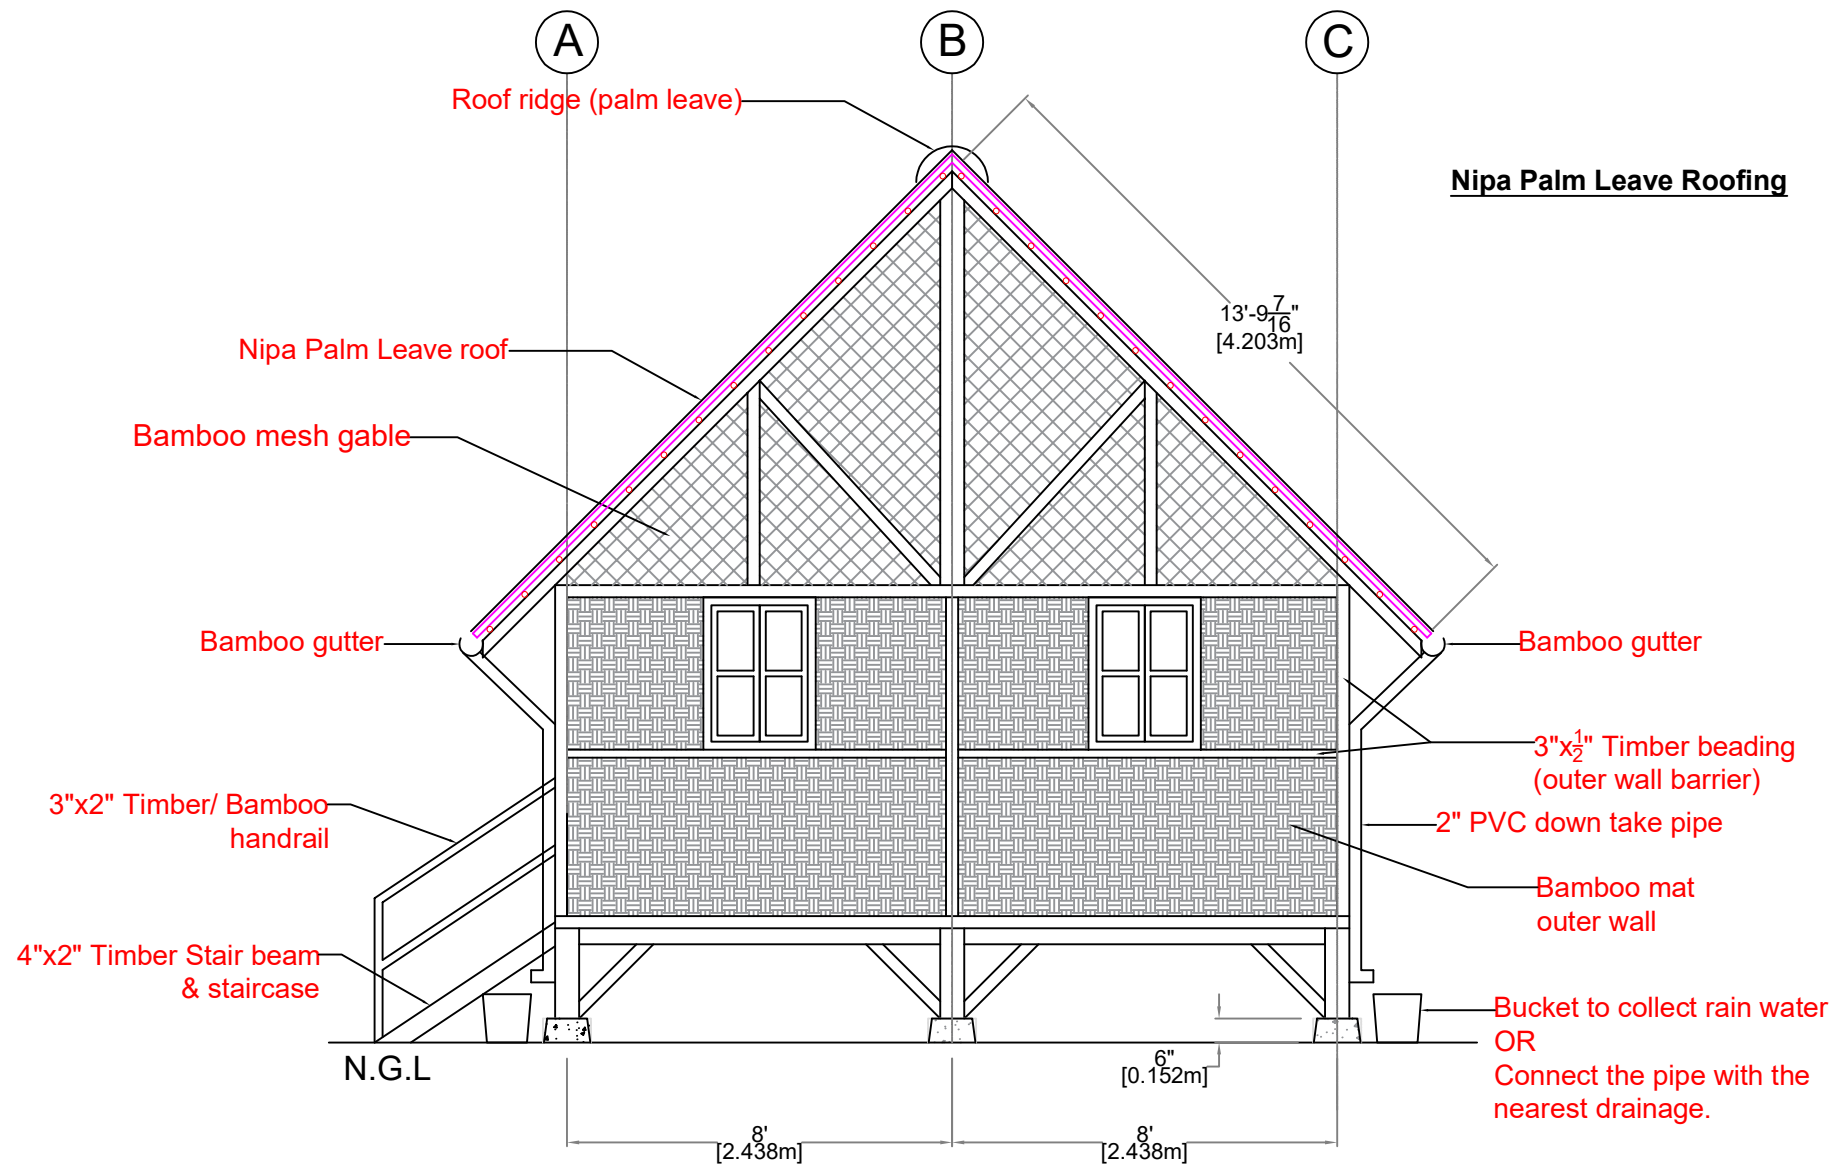 A
B
C
Roof ridge (palm leave)
Nipa Palm Leave Roofing
13'-9 7/16"
[4.203m]
Nipa Palm Leave roof
Bamboo mesh gable
Bamboo gutter
Bamboo gutter
3"x1/2" Timber beading
(outer wall barrier)
3"x2" Timber/ Bamboo
handrail
2" PVC down take pipe
Bamboo mat
outer wall
4"x2" Timber Stair beam
& staircase
Bucket to collect rain water
OR
Connect the pipe with the
nearest drainage.
N.G.L
6"
[0.152m]
8'
[2.438m]
8'
[2.438m]